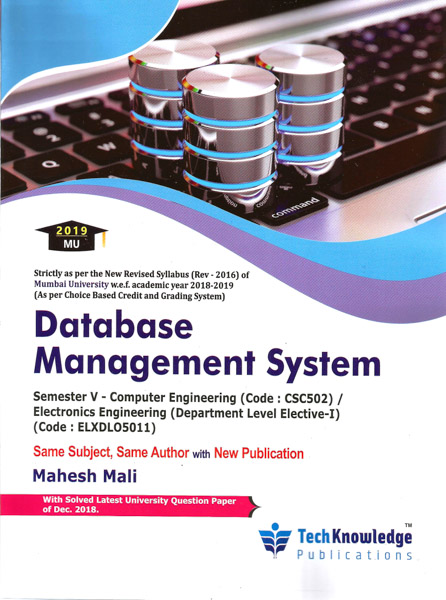 command
2019
MU
Strictly as per the New Revised Syllabus (Rev - 2016) of
Mumbai University w.e.f. academic year 2018-2019
(As per Choice Based Credit and Grading System)
Database
Management System
Semester V - Computer Engineering (Code : CSC502) /
Electronics Engineering (Department Level Elective-I)
(Code : ELXDLO5011)
Same Subject, Same Author with New Publication
Mahesh Mali
With Solved Latest University Question Paper
of Dec. 2018.
TechKnowledge™
Publications